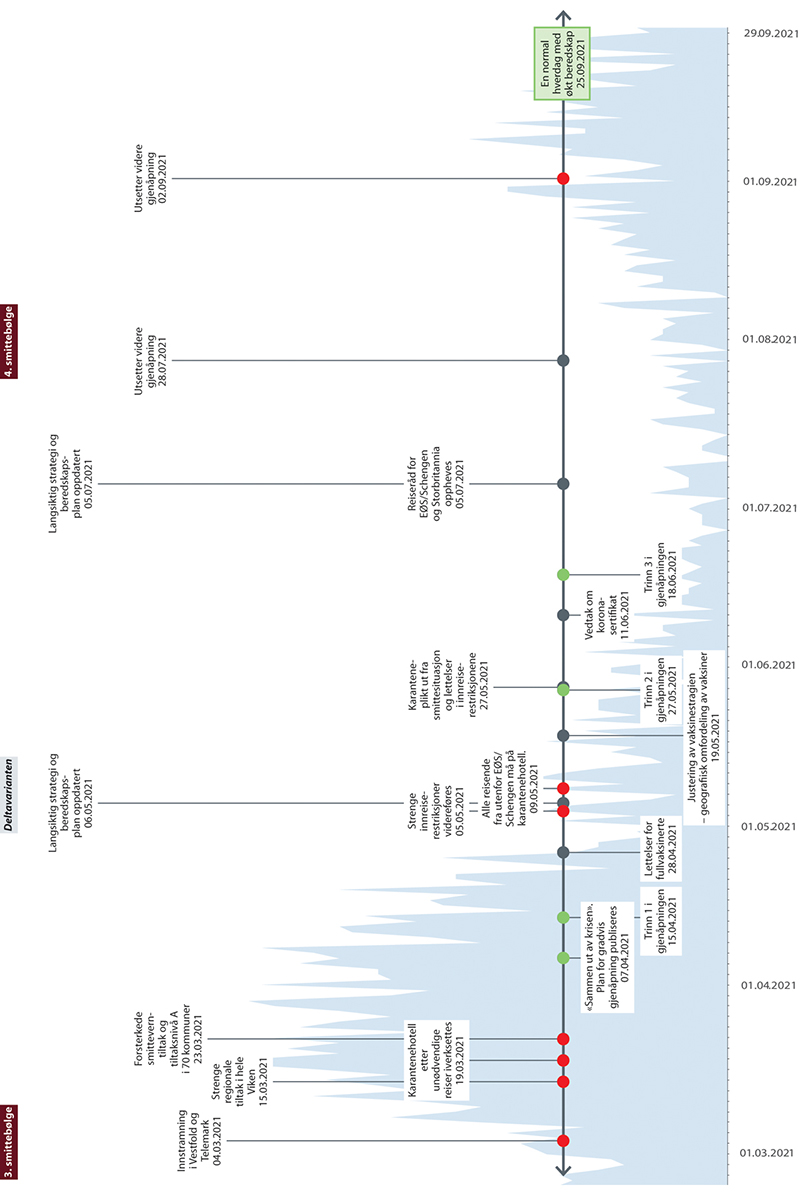 3. smittebølge
Deltavarianten
4. smittebølge
Innstramning
i Vestfold og
Telemark
04.03.2021
Strenge
regionale
tiltak i hele
Viken
15.03.2021
Karantenehotell
etter
unødvendige
reiser iverksettes
19.03.2021
Forsterkede
smittevern-
tiltak og
tiltaksnivå A
i 70 kommuner
23.03.2021
«Sammen ut av krisen».
Plan for gradvis
gjenåpning publiseres
07.04.2021
Trinn 1 i
gjenåpningen
15.04.2021
Lettelser for
fullvaksinerte
28.04.2021
Strenge
innreise-
restriksjoner
videreføres
05.05.2021
Langsiktig strategi og
beredskaps-
plan oppdatert
06.05.2021
Alle reisende
fra utenfor EØS/
Schengen må på
karantenehotell.
09.05.2021
Justering av vaksinestragien
– geografisk omfordeling av vaksiner
19.05.2021
Karantene-
plikt ut fra
smittesituasjon
og lettelser
i innreise-
restriksjonene
27.05.2021
Trinn 2 i
gjenåpningen
27.05.2021
Vedtak om
korona-
sertifikat
11.06.2021
Trinn 3 i
gjenåpningen
18.06.2021
Langsiktig strategi og
beredskaps-
plan oppdatert
05.07.2021
Reiseråd for
EØS/Schengen
og Storbritannia
oppheves
05.07.2021
Utsetter videre
gjenåpning
28.07.2021
Utsetter videre
gjenåpning
02.09.2021
En normal
hverdag med
økt beredskap
25.09.2021
01.03.2021
01.04.2021
01.05.2021
01.06.2021
01.07.2021
01.08.2021
01.09.2021
29.09.2021